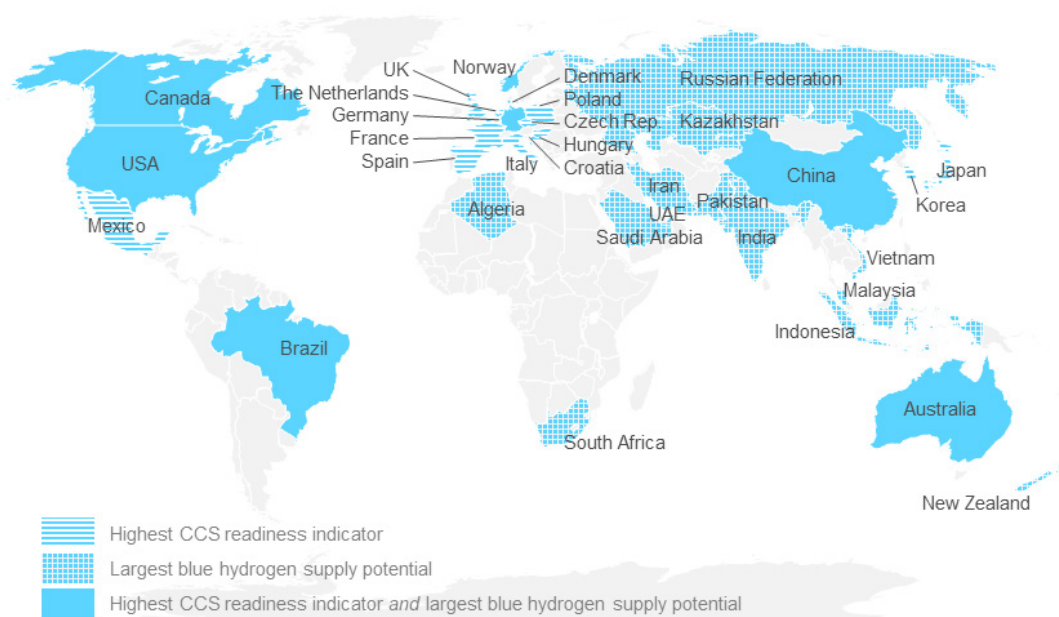 UK
Norway
Denmark
The Netherlands
Poland
Germany
Czech Rep
France
Hungary
Spain
Italy
Croatia
Russian Federation
Kazakhstan
Canada
USA
Mexico
China
Japan
Korea
Iran
Pakistan
Algeria
UAE
Saudi Arabia
India
Vietnam
Malaysia
Indonesia
Brazil
Australia
South Africa
New Zealand
Highest CCS readiness indicator
Largest blue hydrogen supply potential
Highest CCS readiness indicator and largest blue hydrogen supply potential